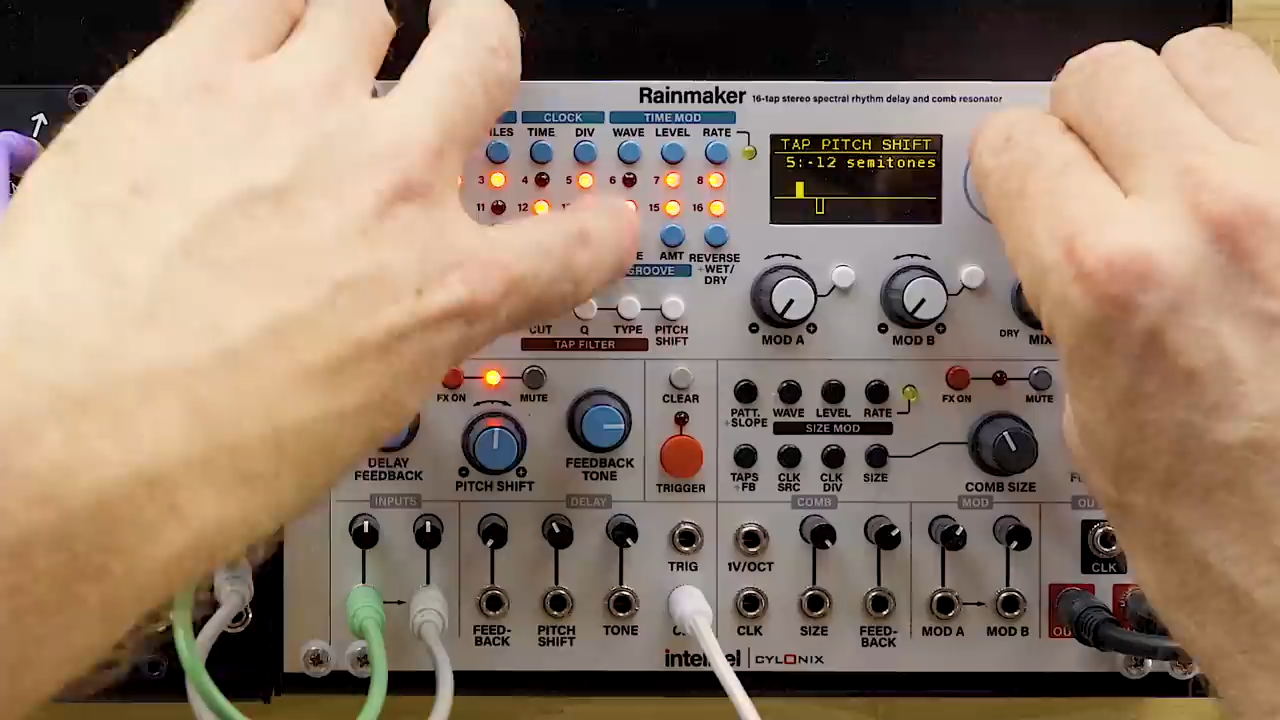 Rainmaker 16-tap stereo spectral rhythm delay and comb resonator
CLOCK TIME MOD
TIME DIV WAVE LEVEL RATE
TAP PITCH SHIFT
5:-12 semitones
3 4 5 6 7 8
11 12 15 16
AMT REVERSE
+WET/
DRY
GROOVE
CUT Q TYPE PITCH
SHIFT
TAP FILTER
MOD A MOD B DRY
FX ON MUTE
DELAY
FEEDBACK
PITCH SHIFT
FEEDBACK
TONE
CLEAR
TRIGGER
PATT.
+SLOPE
WAVE LEVEL RATE
SIZE MOD
TAPS
+FB
CLK
SRC
CLK
DIV
SIZE
FX ON MUTE
COMB SIZE
INPUTS DELAY COMB MOD
TRIG 1V/OCT CLK
FEED-
BACK
PITCH
SHIFT
TONE
CLK SIZE FEED-
BACK
MOD A MOD B
CYLONIX